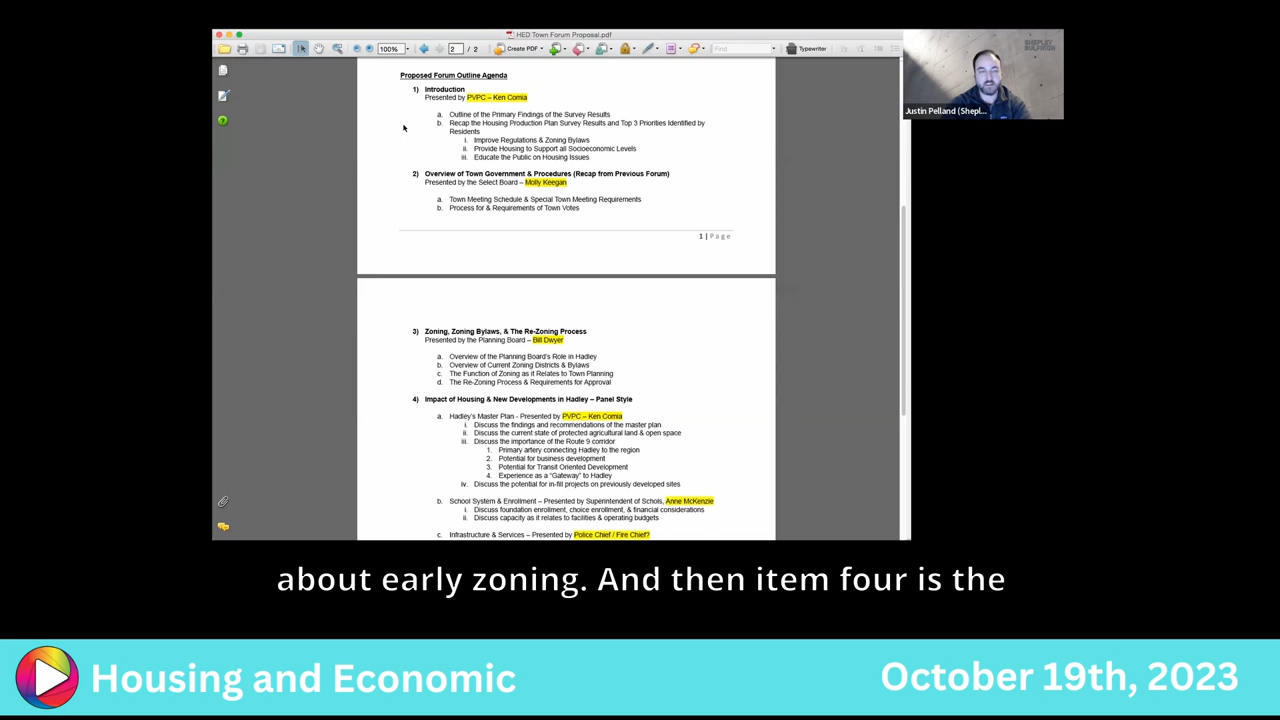 HED Town Forum Proposal.pdf
100%
2 / 2
Create PDF
Find
Typewriter
Proposed Forum Outline Agenda
1) Introduction
Presented by PVPC – Ken Comia
a. Outline of the Primary Findings of the Survey Results
b. Recap the Housing Production Plan Survey Results and Top 3 Priorities Identified by
Residents
i. Improve Regulations & Zoning Bylaws
ii. Provide Housing to Support all Socioeconomic Levels
iii. Educate the Public on Housing Issues
2) Overview of Town Government & Procedures (Recap from Previous Forum)
Presented by the Select Board – Molly Keegan
a. Town Meeting Schedule & Special Town Meeting Requirements
b. Process for & Requirements of Town Votes
1 | Page
3) Zoning, Zoning Bylaws, & The Re-Zoning Process
Presented by the Planning Board – Bill Dwyer
a. Overview of the Planning Board's Role in Hadley
b. Overview of Current Zoning Districts & Bylaws
c. The Function of Zoning as it Relates to Town Planning
d. The Re-Zoning Process & Requirements for Approval
4) Impact of Housing & New Developments in Hadley – Panel Style
a. Hadley's Master Plan - Presented by PVPC – Ken Comia
i. Discuss the findings and recommendations of the master plan
ii. Discuss the current state of protected agricultural land & open space
iii. Discuss the importance of the Route 9 corridor
1. Primary artery connecting Hadley to the region
2. Potential for business development
3. Potential for Transit Oriented Development
4. Experience as a "Gateway" to Hadley
iv. Discuss the potential for in-fill projects on previously developed sites
b. School System & Enrollment – Presented by Superintendent of Schols, Anne McKenzie
i. Discuss foundation enrollment, choice enrollment, & financial considerations
ii. Discuss capacity as it relates to facilities & operating budgets
c. Infrastructure & Services – Presented by Police Chief / Fire Chief?
SHEPLEY
BULFINCH
Justin Pelland (Shepl...
about early zoning. And then item four is the
Housing and Economic
October 19th, 2023